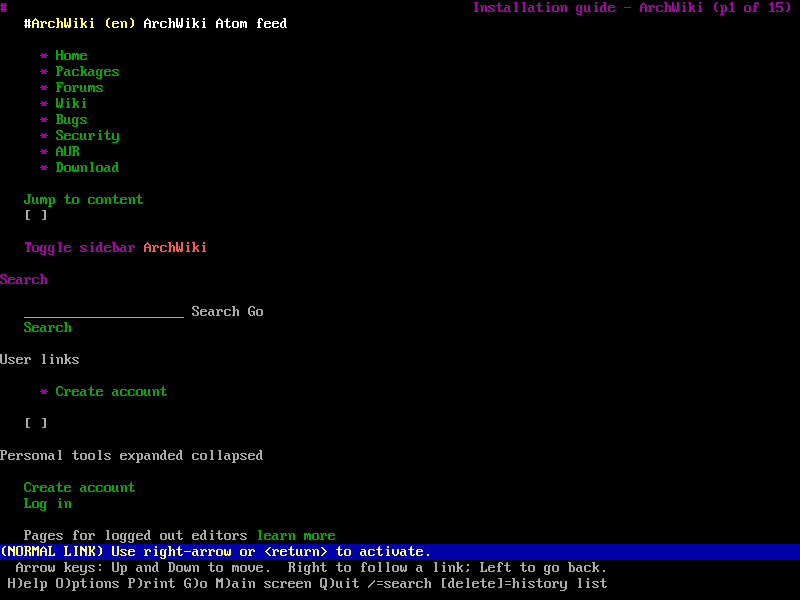 #
Installation guide - ArchWiki (p1 of 15)
#ArchWiki (en) ArchWiki Atom feed
* Home
* Packages
* Forums
* Wiki
* Bugs
* Security
* AUR
* Download
Jump to content
[ ]
Toggle sidebar ArchWiki
Search
____________________ Search Go
Search
User links
* Create account
[ ]
Personal tools expanded collapsed
Create account
Log in
Pages for logged out editors learn more
(NORMAL LINK) Use right-arrow or <return> to activate.
Arrow keys: Up and Down to move.  Right to follow a link; Left to go back.
H)elp O)ptions P)rint G)o M)ain screen Q)uit /=search [delete]=history list